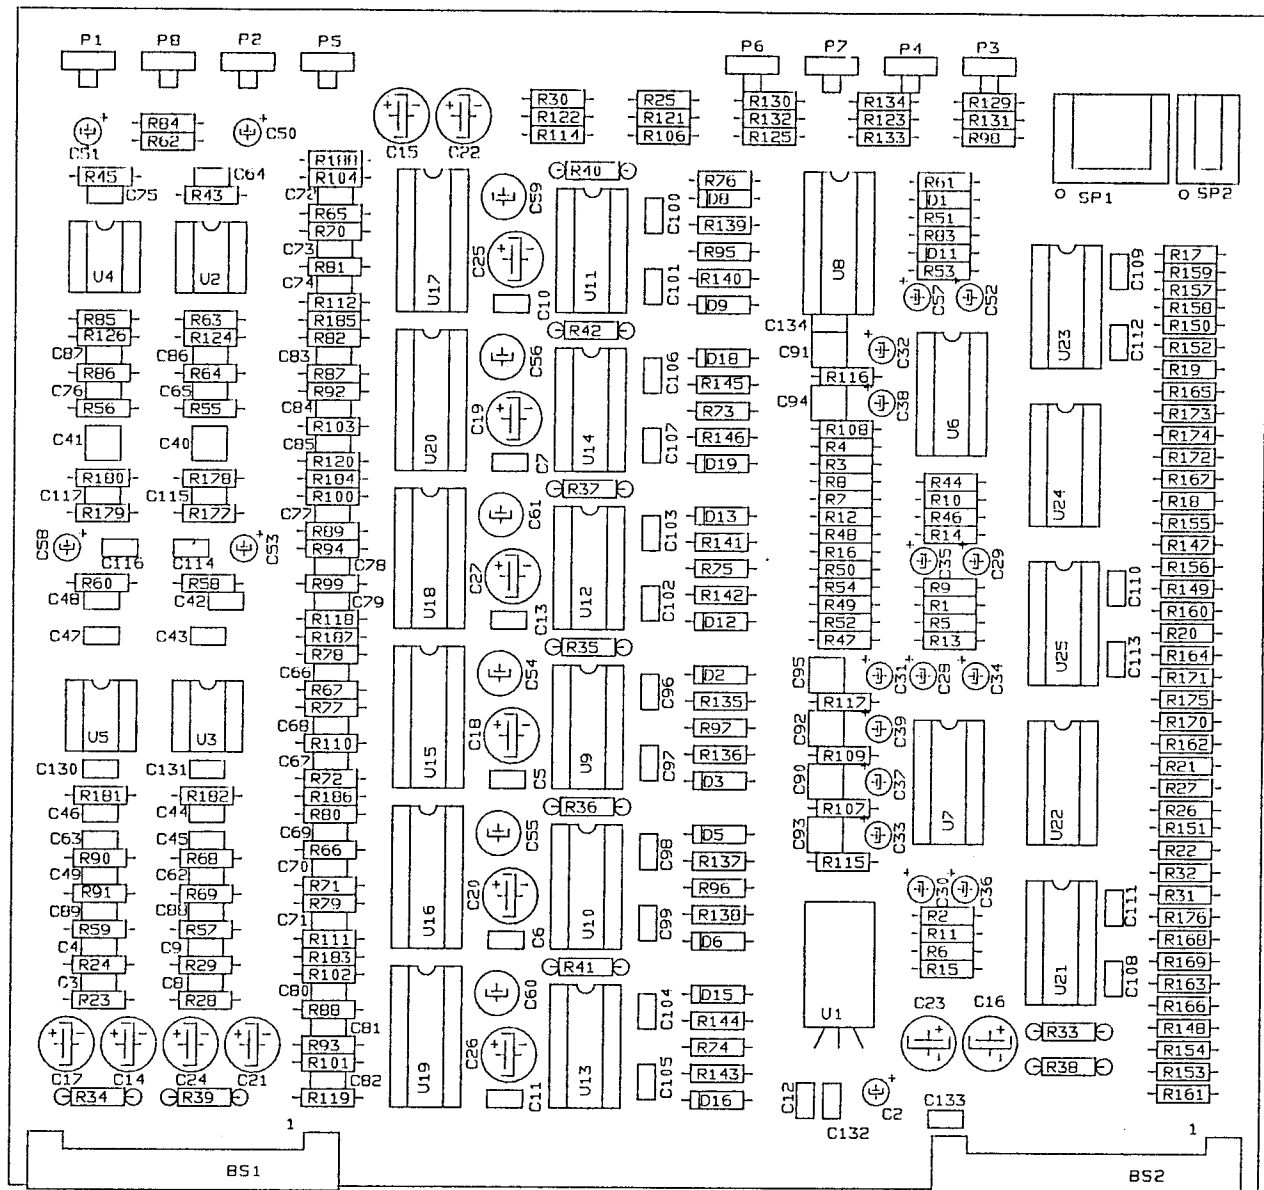 P1 P8 P2 P5 P6 P7 P4 P3
R30 R25 R130 R134 R129
R84 R122 R121 R132 R123 R131
C51 R62 C50 C15 C22 R114 R106 R125 R133 R98
R45 C64 R188 R40 R76 R61
C75 R43 R104 C59 C100 D8 D1 SP1 SP2
C72 R65 R139 R51
R70 R83
C73 C25 R95 D11 R17
U4 U2 R81 U17 U11 U8 R53 C109 R159
C74 C101 R140 R157
R112 C10 D9 C57 C52 R158
R85 R63 R185 R42 C134 R150
R126 R124 R82 U23 C112
C87 C86 C83 C56 D18 C91 C32 R152
R86 R64 R87 C106 R145 R116 R19
C76 C65 R92 R165
R56 R55 C84 C19 R73 C94 C38 R173
R103 U20 U14 R108 U6 R174
C41 C40 C85 C107 R146 R4
R120 C7 D19 R3 R172
R180 R178 R184 R37 R8 R44 R167
C117 C115 R100 R7 R10 U24 R18
R179 R177 C77 C61 D13 R12 R46 R155
R89 C103 R141 R48 R14
C58 C116 C114 C53 R94 R16 C35 C29 R147
C78 C27 R75 R50 R156
R60 R58 R99 U18 U12 R54 R9 C110 R149
C48 C42 C79 C102 R142 R49 R1 R160
R118 C13 D12 R52 R5
C47 C43 R187 R35 R47 R13 R20
R78 U25 C113 R164
C66 C54 D2 C95 C31 C28 C34 R171
R67 C96 R135 R117 R175
R77
C68 C18 R97 C92 C39 R170
U5 U3 R110 U15 U9 R109 R162
C130 C131 C67 C97 R136 R21
R72 C5 D3 C90 C37 R27
R181 R182 R186 R36 R107 U7 U22 R26
C46 C44 R80
C63 C45 C69 C55 D5 C93 C33 R151
R90 R68 R66 C98 R137 R115 R22
C49 C62 C70 R32
R91 R69 R71 C20 R96 C30 C36 R31
C89 C88 R79 R2
R59 R57 C71 U16 U10 C99 R138 R11 C111 R176
C4 C9 R111 C6 D6 R6 R168
R24 R29 R183 R41 R15 R169
C3 C8 R102 U21 C108 R163
R23 R28 C80 C60 D15
R88 C104 R144 U1 C23 C16 R166
C81 R33 R148
R93 C26 R74 R154
C17 C14 C24 C21 R101 U19 U13 R38 R153
C82 C105 R143
R34 R39 R119 C11 D16 C12 C132 C2 C133 R161
1 1
BS1 BS2